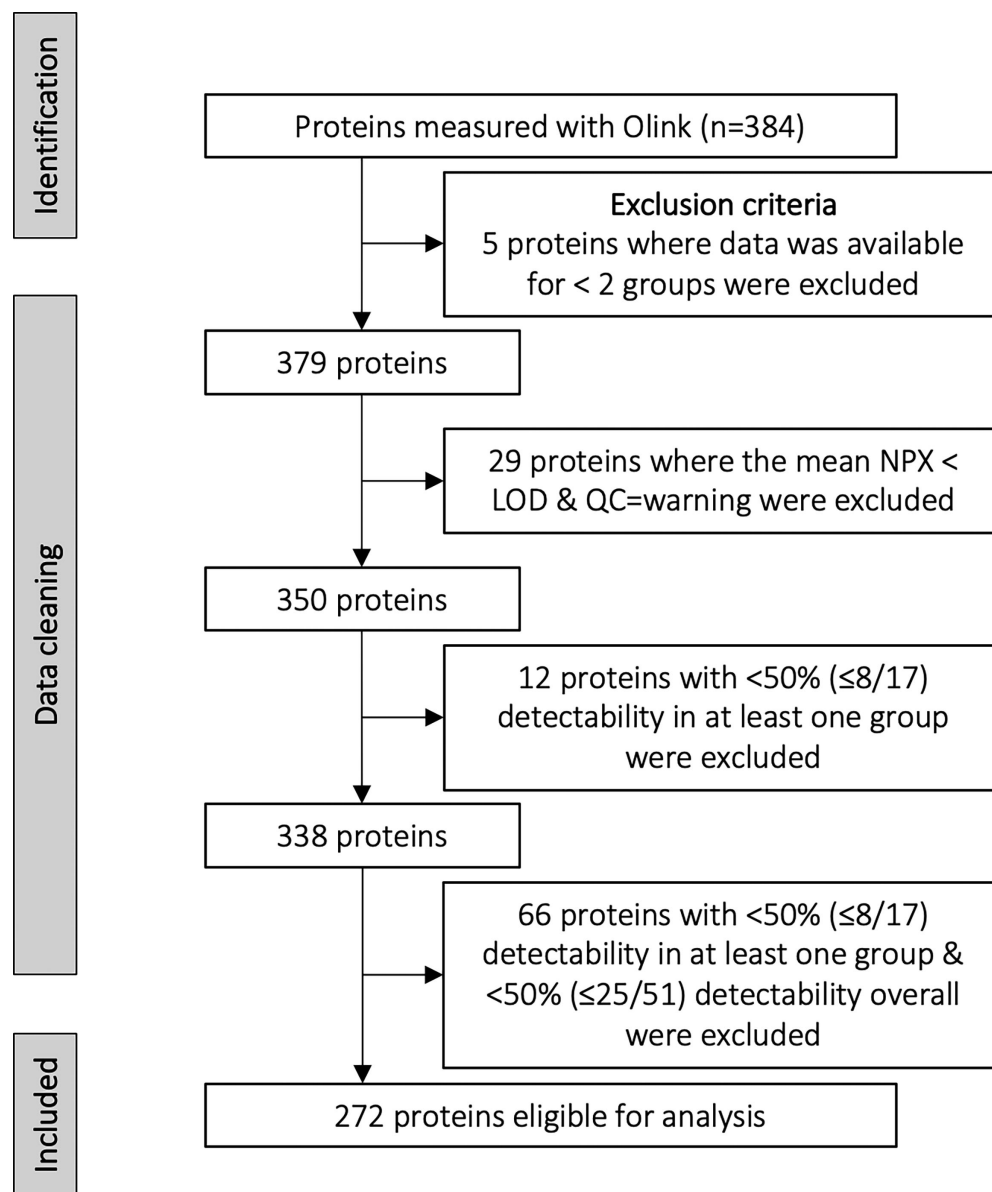 Identification
Proteins measured with Olink (n=384)
Exclusion criteria
5 proteins where data was available
for < 2 groups were excluded
Data cleaning
379 proteins
29 proteins where the mean NPX <
LOD & QC=warning were excluded
350 proteins
12 proteins with <50% (≤8/17)
detectability in at least one group
were excluded
338 proteins
66 proteins with <50% (≤8/17)
detectability in at least one group &
<50% (≤25/51) detectability overall
were excluded
Included
272 proteins eligible for analysis